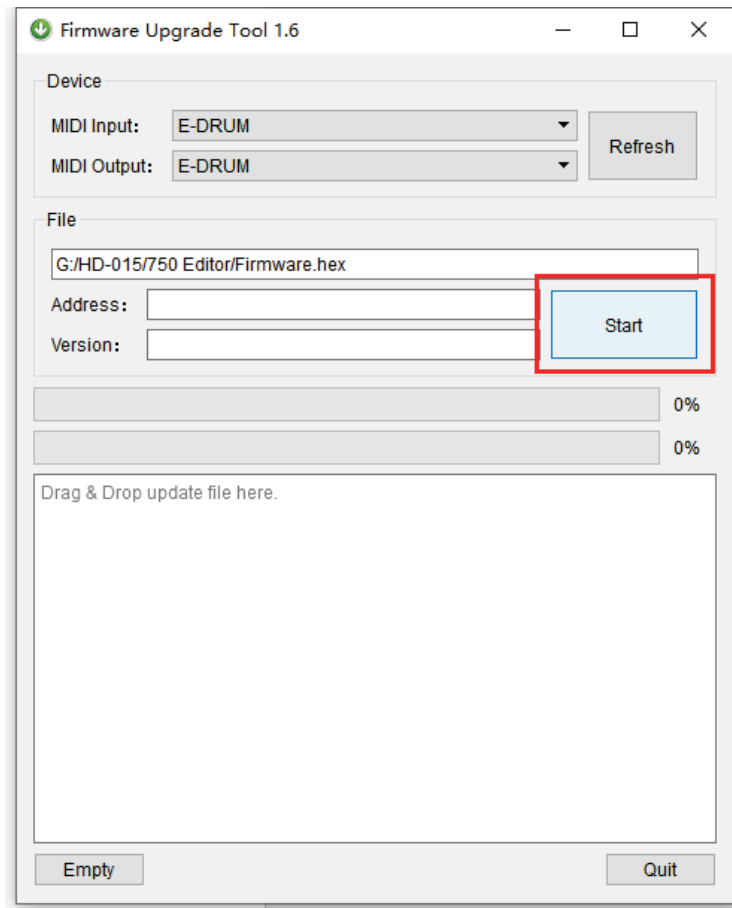 Firmware Upgrade Tool 1.6
Device
MIDI Input: E-DRUM
Refresh
MIDI Output: E-DRUM
File
G:/HD-015/750 Editor/Firmware.hex
Address:
Start
Version:
0%
0%
Drag & Drop update file here.
Empty Quit